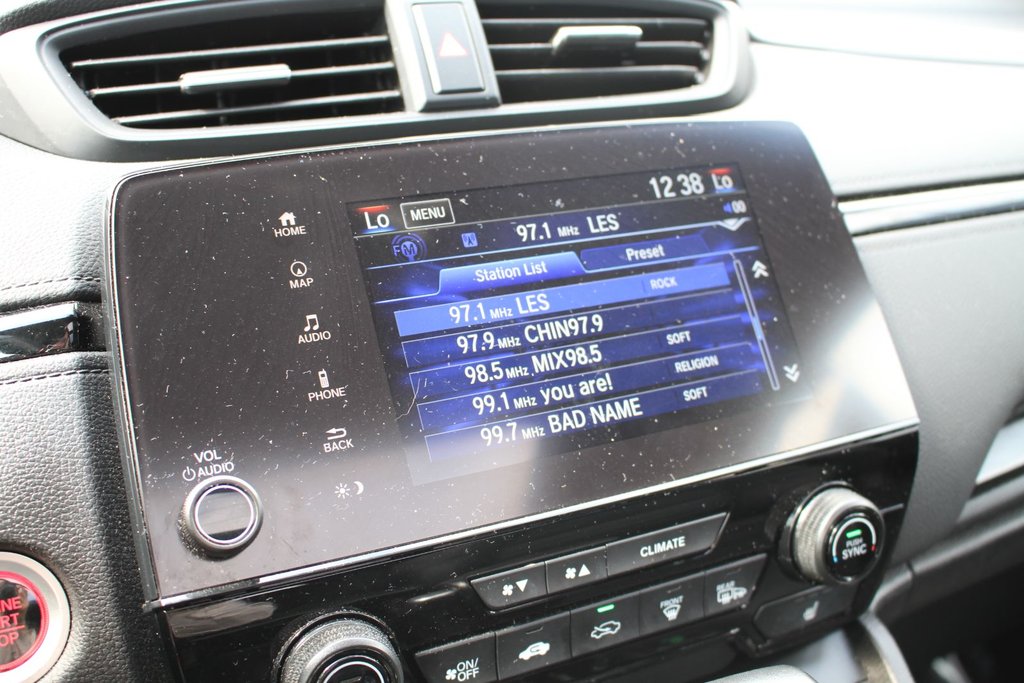 12 38 Lo
Lo MENU
00
FM 97.1 MHz LES
Station List Preset
97.1 MHz LES ROCK
97.9 MHz CHIN97.9
98.5 MHz MIX98.5 SOFT
99.1 MHz you are! RELIGION
99.7 MHz BAD NAME SOFT
HOME
MAP
AUDIO
PHONE
BACK
VOL
AUDIO
CLIMATE
PUSH
SYNC
FRONT
REAR
ON/
OFF